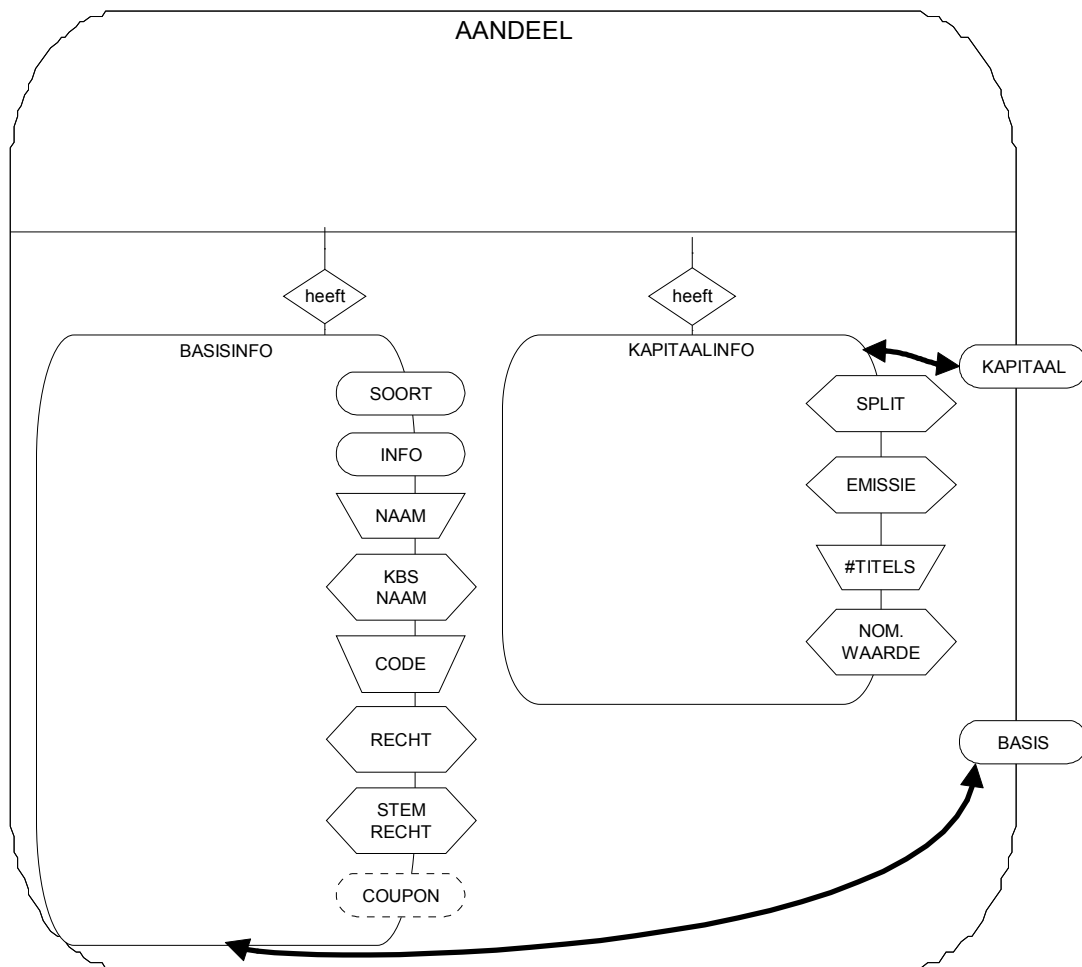 AANDEEL
heeft
heeft
BASISINFO
KAPITAALINFO
KAPITAAL
SOORT
SPLIT
INFO
EMISSIE
NAAM
#TITELS
KBS
NAAM
NOM.
WAARDE
CODE
RECHT
BASIS
STEM
RECHT
COUPON